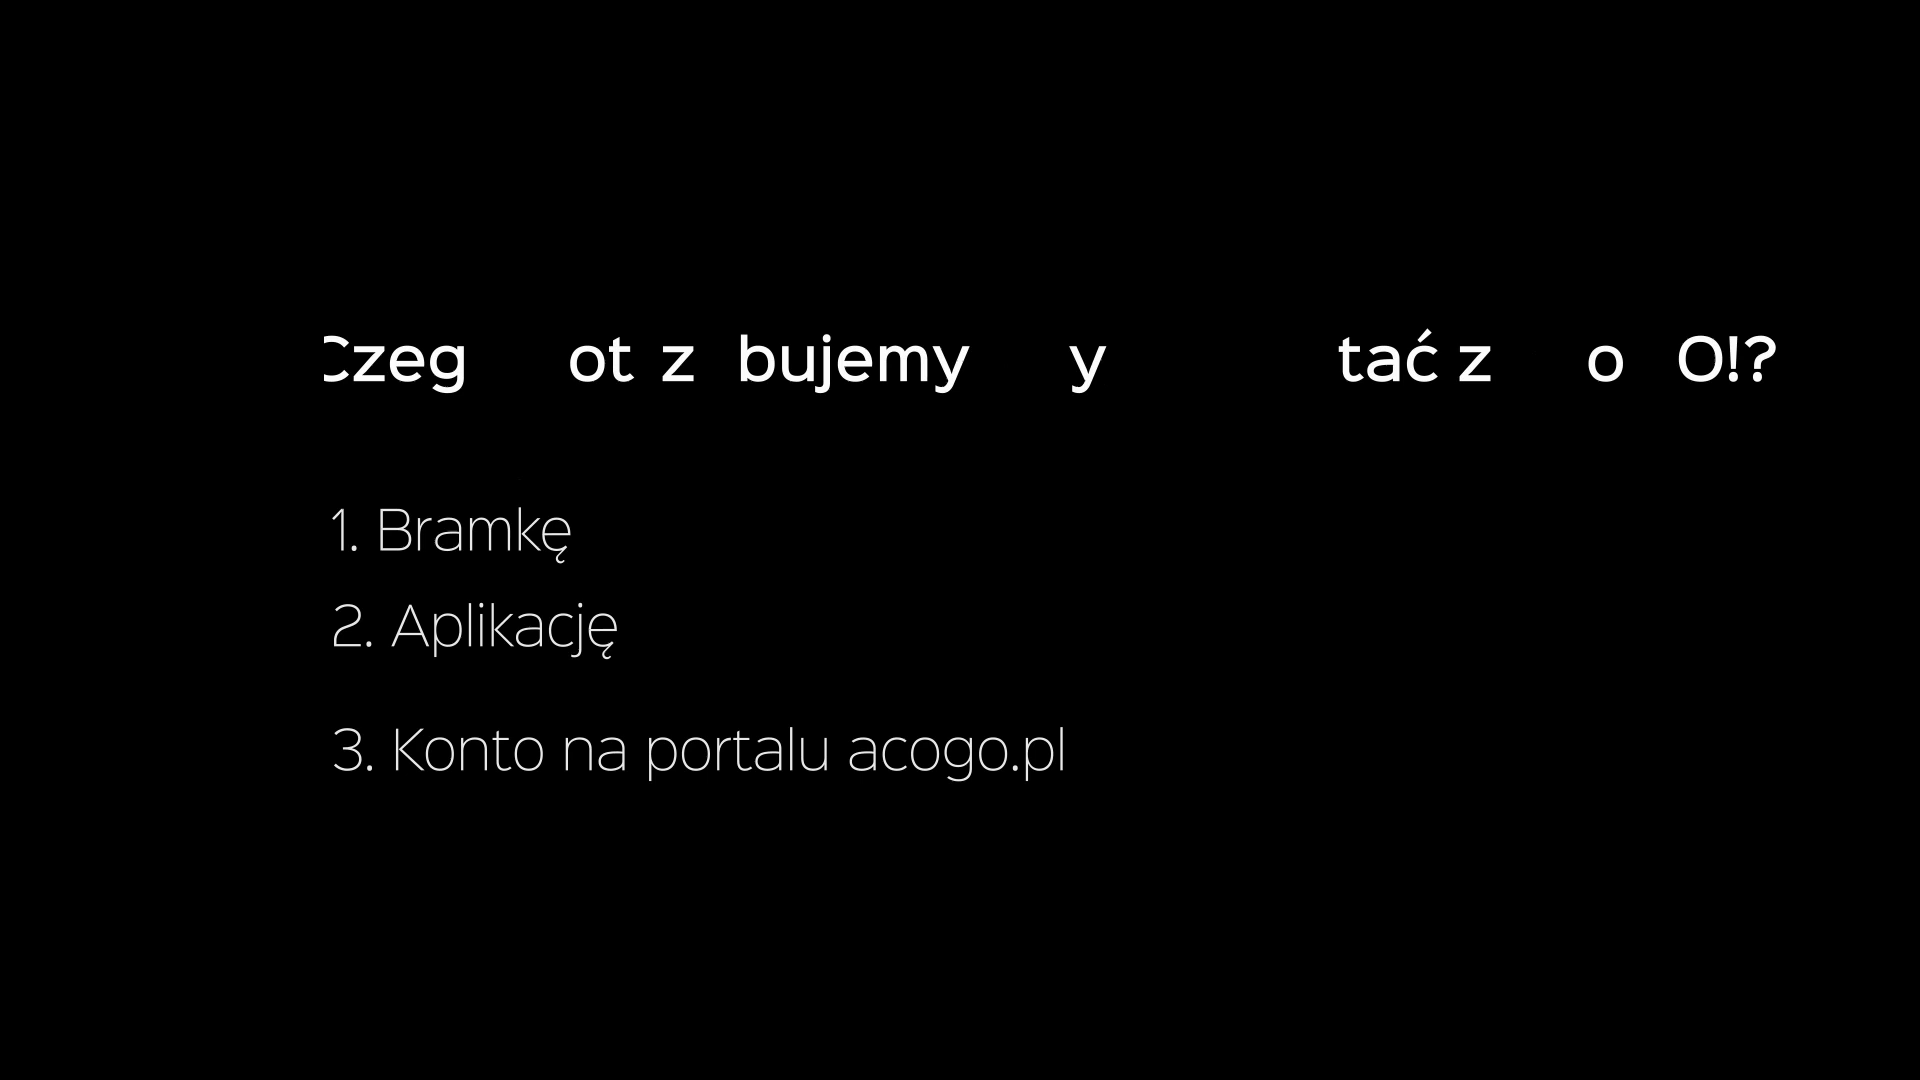 Czeg ot z bujemy y tać z o O!?
1. Bramkę
2. Aplikację
3. Konto na portalu acogo.pl